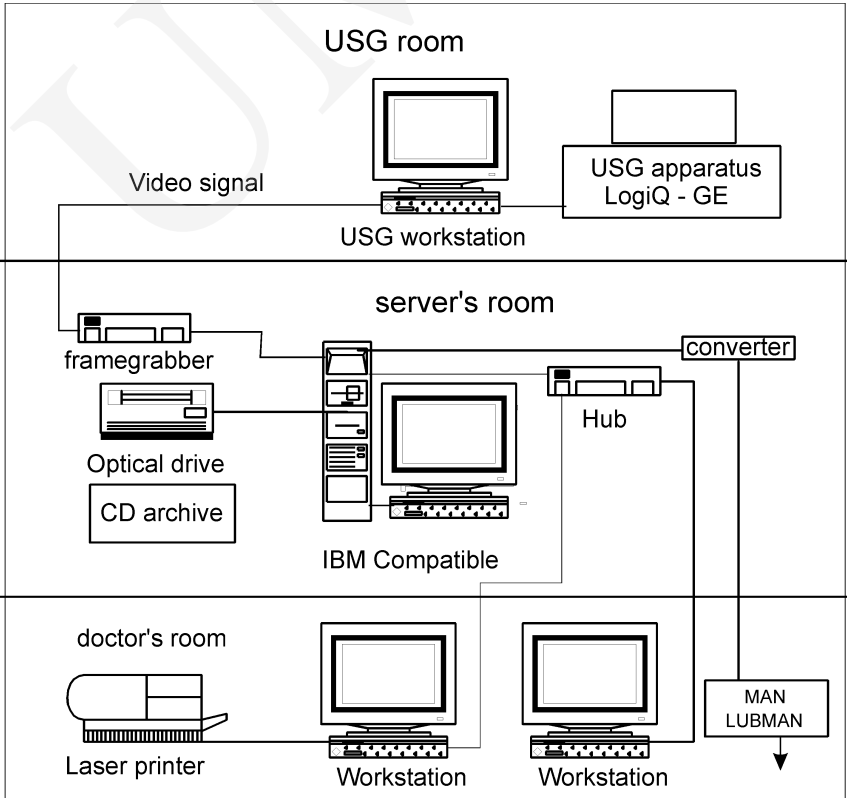 USG room
USG apparatus
LogiQ - GE
Video signal
USG workstation
server's room
converter
framegrabber
Hub
Optical drive
CD archive
IBM Compatible
doctor's room
MAN
LUBMAN
Laser printer
Workstation
Workstation